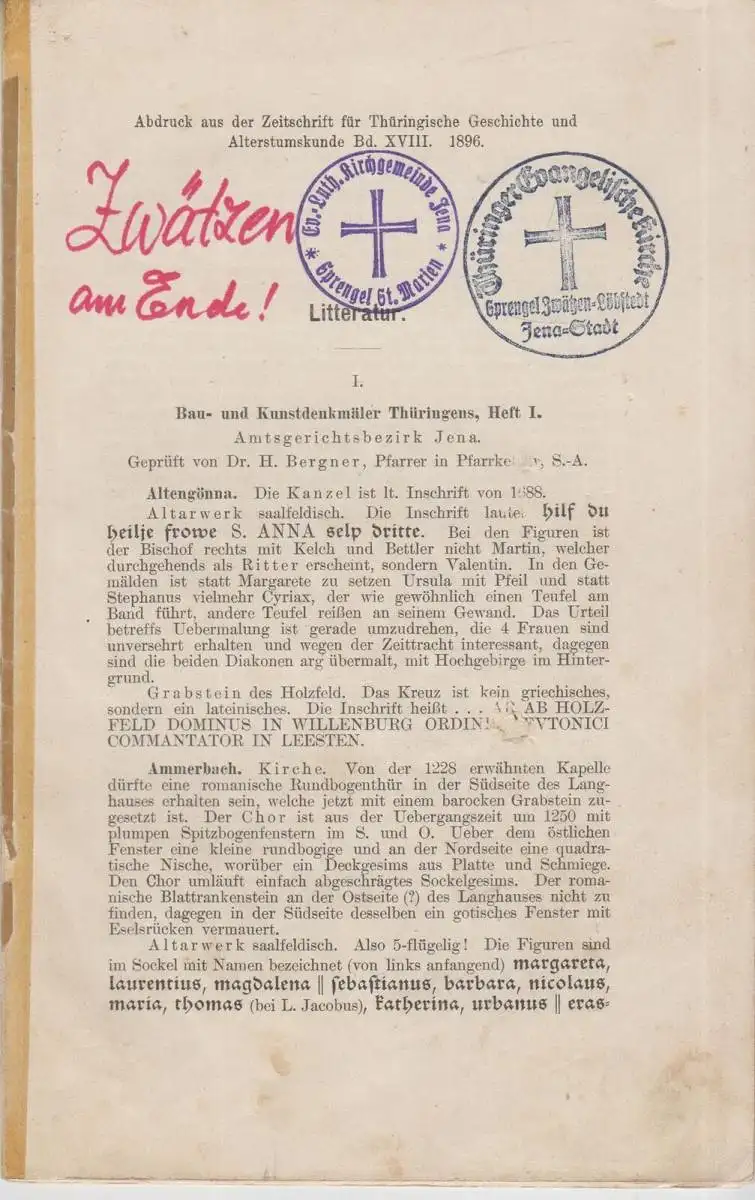 Abdruck aus der Zeitschrift für Thüringische Geschichte und
Alterstumskunde Bd. XVIII. 1896.
Zwätzen
am Ende!
Ev.-Luth. Kirchgemeinde Jena
* Sprengel St. Marien *
Thüringer Evangelische Kirche
Sprengel Zwätzen-Löbstedt
Jena-Stadt
Litteratur.
I.
Bau- und Kunstdenkmäler Thüringens, Heft I.
Amtsgerichtsbezirk Jena.
Geprüft von Dr. H. Bergner, Pfarrer in S.-A.
Altengönna. Die Kanzel ist lt. Inschrift von
Altarwerk saalfeldisch. Die Inschrift lautet hilf du
heilje frowe S. ANNA selp dritte. Bei den Figuren ist
der Bischof rechts mit Kelch und Bettler nicht Martin, welcher
durchgehends als Ritter erscheint, sondern Valentin. In den Ge-
mälden ist statt Margarete zu setzen Ursula mit Pfeil und statt
Stephanus vielmehr Cyriax, der wie gewöhnlich einen Teufel am
Band führt, andere Teufel reißen an seinem Gewand. Das Urteil
betreffs Uebermalung ist gerade umzudrehen, die 4 Frauen sind
unversehrt erhalten und wegen der Zeittracht interessant, dagegen
sind die beiden Diakonen arg übermalt, mit Hochgebirge im Hinter-
grund.
Grabstein des Holzfeld. Das Kreuz ist kein griechisches,
sondern ein lateinisches. Die Inschrift heißt . . . AB HOLZ-
FELD DOMINUS IN WILLENBURG
COMMANTATOR IN LEESTEN.
Ammerbach. Kirche. Von der 1228 erwähnten Kapelle
dürfte eine romanische Rundbogenthür in der Südseite des Lang-
hauses erhalten sein, welche jetzt mit einem barocken Grabstein zu-
gesetzt ist. Der Chor ist aus der Uebergangszeit um 1250 mit
plumpen Spitzbogenfenstern im S. und O. Ueber dem östlichen
Fenster eine kleine rundbogige und an der Nordseite eine quadra-
tische Nische, worüber ein Deckgesims aus Platte und Schmiege.
Den Chor umläuft einfach abgeschrägtes Sockelgesims. Der roma-
nische Blattrankenstein an der Ostseite (?) des Langhauses nicht zu
finden, dagegen in der Südseite desselben ein gotisches Fenster mit
Eselsrücken vermauert.
Altarwerk saalfeldisch. Also 5-flügelig! Die Figuren sind
im Sockel mit Namen bezeichnet (von links anfangend) margareta,
laurentius, magdalena || sebastianus, barbara, nicolaus,
maria, thomas (bei L. Jacobus), katherina, urbanus || eras-